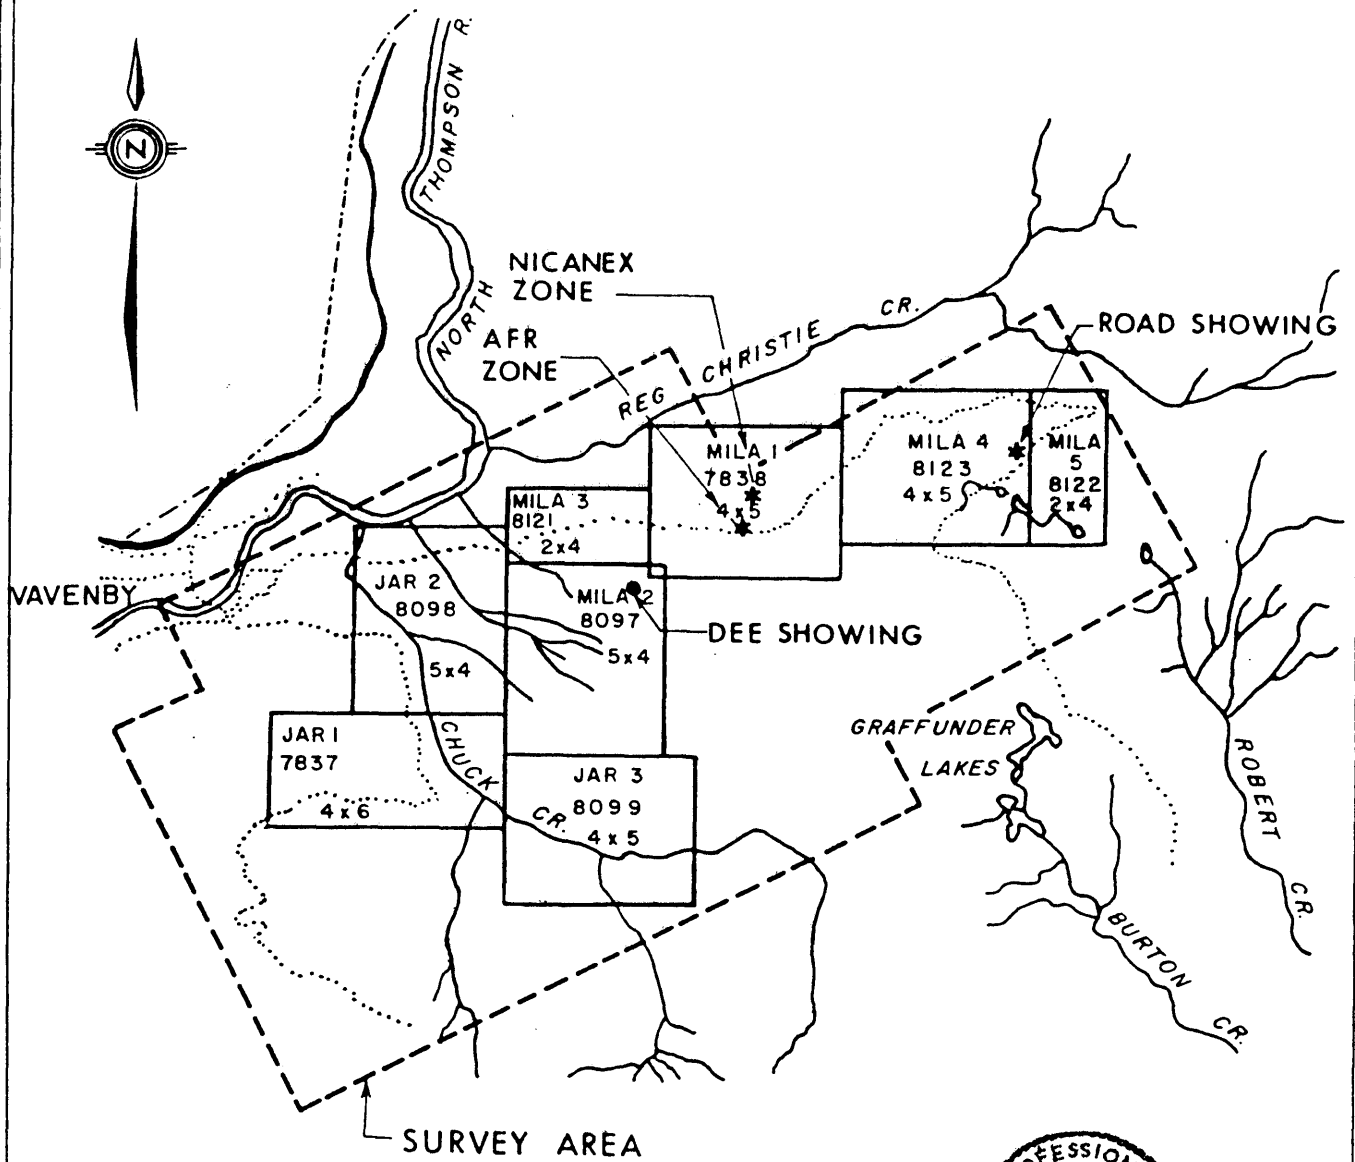 N
THOMPSON R.
NORTH
NICANEX
ZONE
AFR
ZONE
REG CHRISTIE CR.
ROAD SHOWING
MILA 1
7838
4x5
MILA 4
8123
4x5
MILA
5
8122
2x4
MILA 3
8121
2x4
VAVENBY
JAR 2
8098
5x4
MILA 2
8097
5x4
DEE SHOWING
GRAFFUNDER
LAKES
JAR 1
7837
4x6
CHUCK CR.
JAR 3
8099
4x5
ROBERT CR.
BURTON CR.
SURVEY AREA